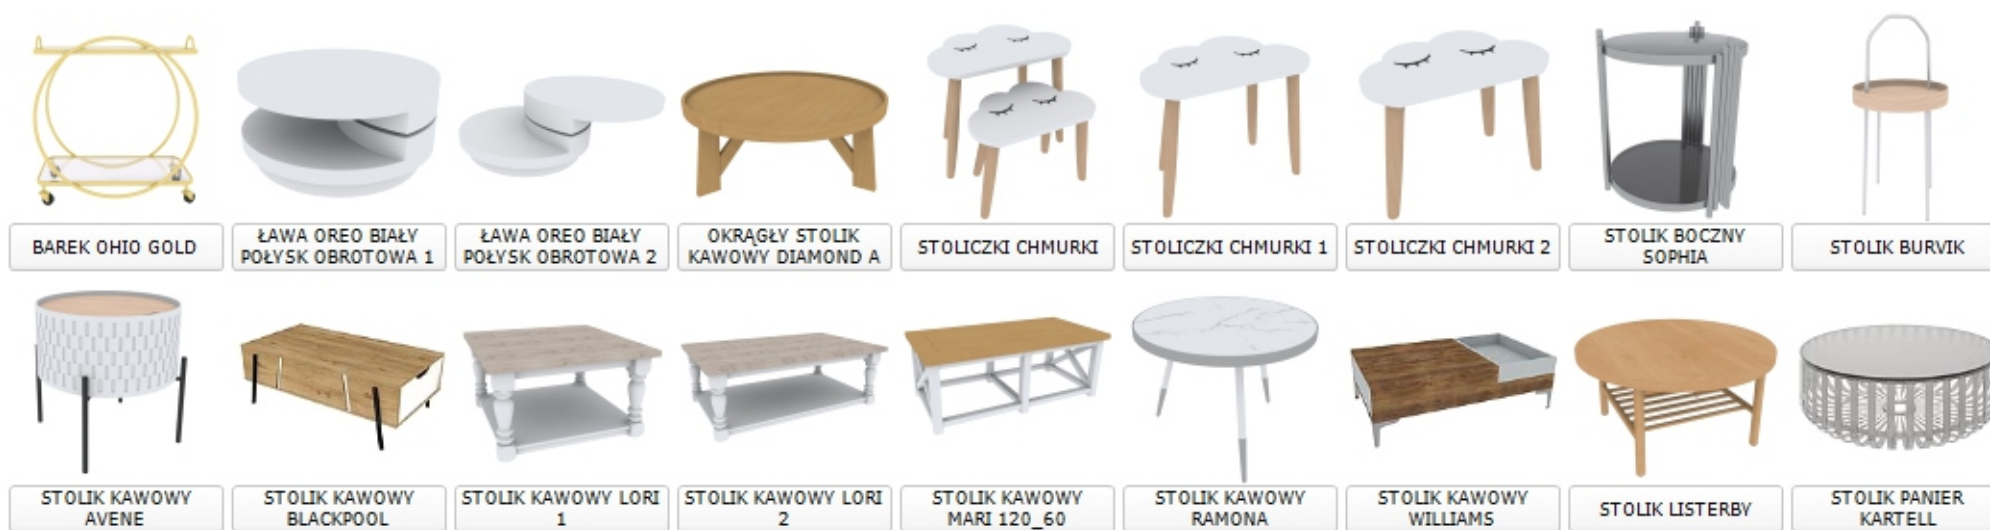 BAREK OHIO GOLD
ŁAWA OREO BIAŁY
POŁYSK OBROTOWA 1
ŁAWA OREO BIAŁY
POŁYSK OBROTOWA 2
OKRĄGŁY STOLIK
KAWOWY DIAMOND A
STOLICZKI CHMURKI
STOLICZKI CHMURKI 1
STOLICZKI CHMURKI 2
STOLIK BOCZNY
SOPHIA
STOLIK BURVIK
STOLIK KAWOWY
AVENE
STOLIK KAWOWY
BLACKPOOL
STOLIK KAWOWY LORI
1
STOLIK KAWOWY LORI
2
STOLIK KAWOWY
MARI 120_60
STOLIK KAWOWY
RAMONA
STOLIK KAWOWY
WILLIAMS
STOLIK LISTERBY
STOLIK PANIER
KARTELL